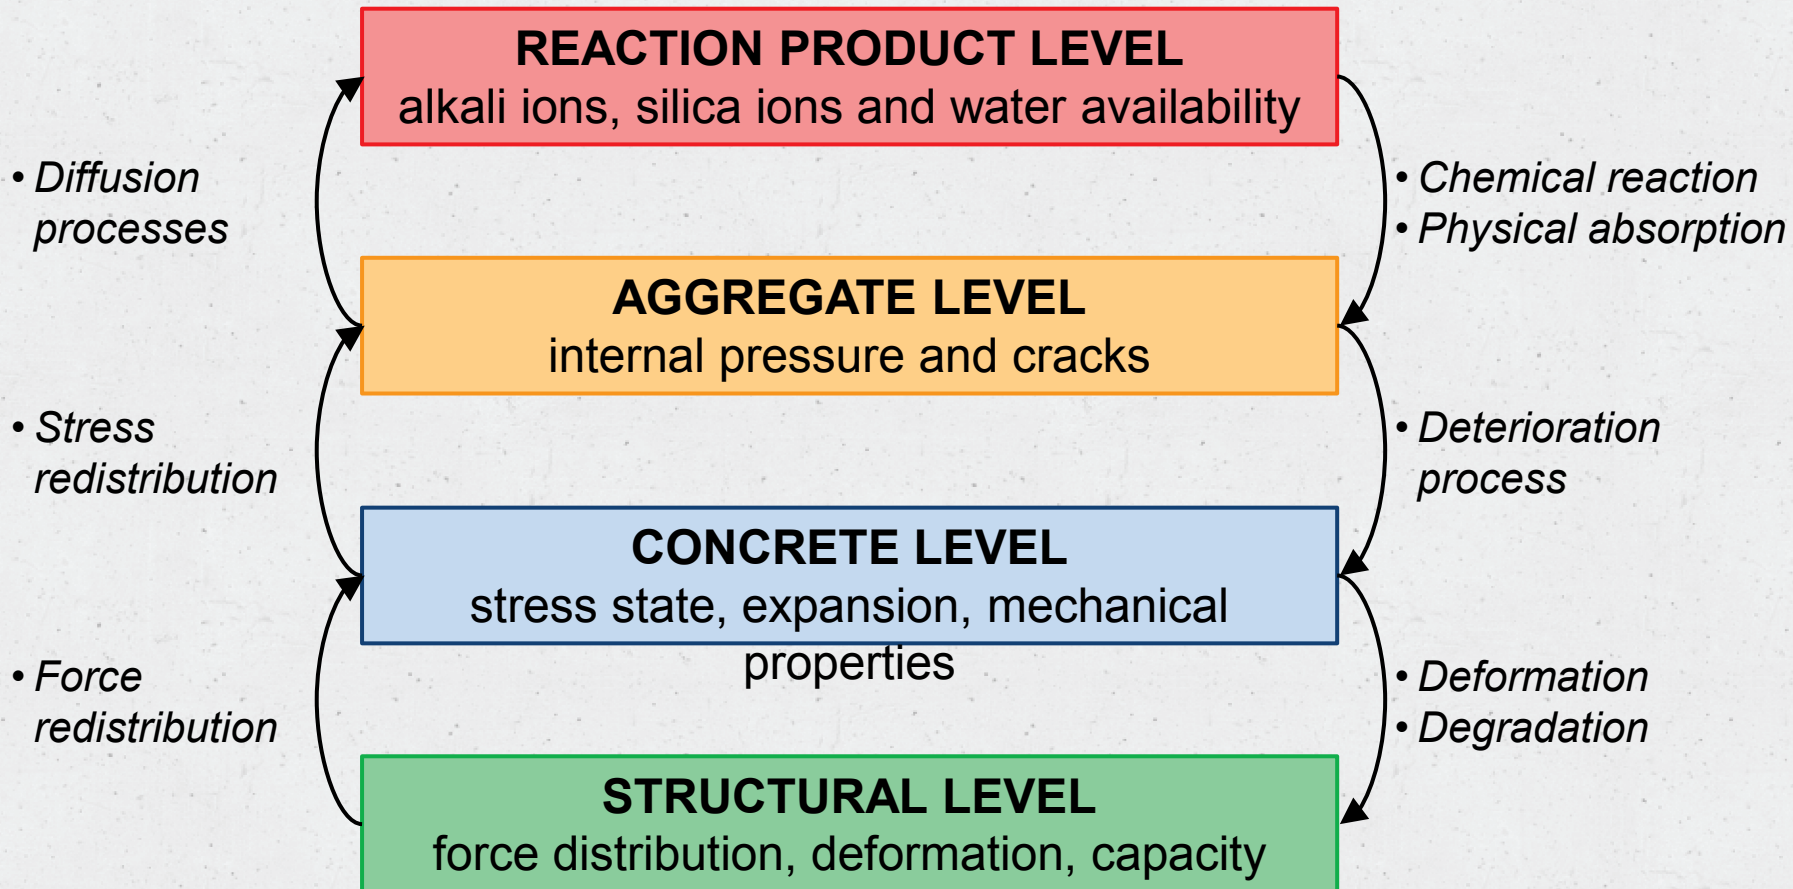 REACTION PRODUCT LEVEL
alkali ions, silica ions and water availability
• Diffusion
processes
• Chemical reaction
• Physical absorption
AGGREGATE LEVEL
internal pressure and cracks
• Stress
redistribution
• Deterioration
process
CONCRETE LEVEL
stress state, expansion, mechanical
properties
• Force
redistribution
• Deformation
• Degradation
STRUCTURAL LEVEL
force distribution, deformation, capacity